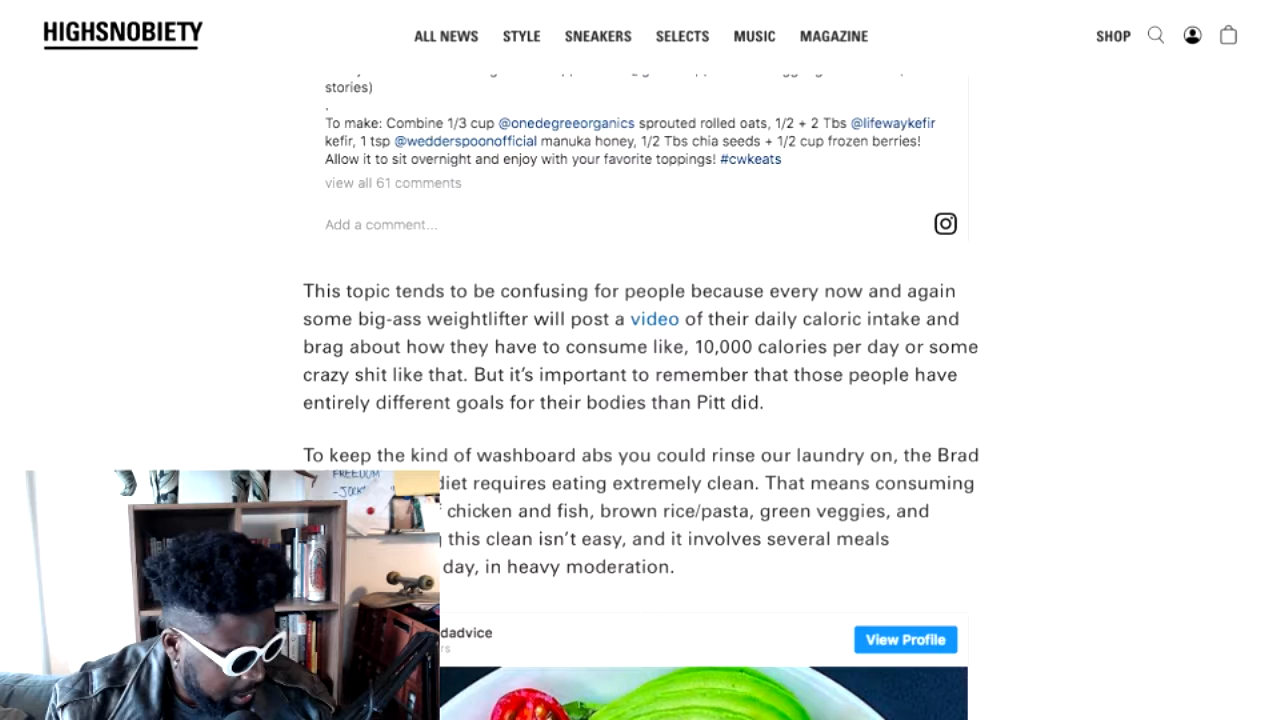 HIGHSNOBIETY
ALL NEWS STYLE SNEAKERS SELECTS MUSIC MAGAZINE SHOP
stories)
.
To make: Combine 1/3 cup @onedegreeorganics sprouted rolled oats, 1/2 + 2 Tbs @lifewaykefir
kefir, 1 tsp @wedderspoonofficial manuka honey, 1/2 Tbs chia seeds + 1/2 cup frozen berries!
Allow it to sit overnight and enjoy with your favorite toppings! #cwkeats
view all 61 comments
Add a comment...
This topic tends to be confusing for people because every now and again
some big-ass weightlifter will post a video of their daily caloric intake and
brag about how they have to consume like, 10,000 calories per day or some
crazy shit like that. But it’s important to remember that those people have
entirely different goals for their bodies than Pitt did.
To keep the kind of washboard abs you could rinse our laundry on, the Brad
diet requires eating extremely clean. That means consuming
chicken and fish, brown rice/pasta, green veggies, and
this clean isn’t easy, and it involves several meals
day, in heavy moderation.
FREEDOM
-JOCK
dadvice
rs
View Profile